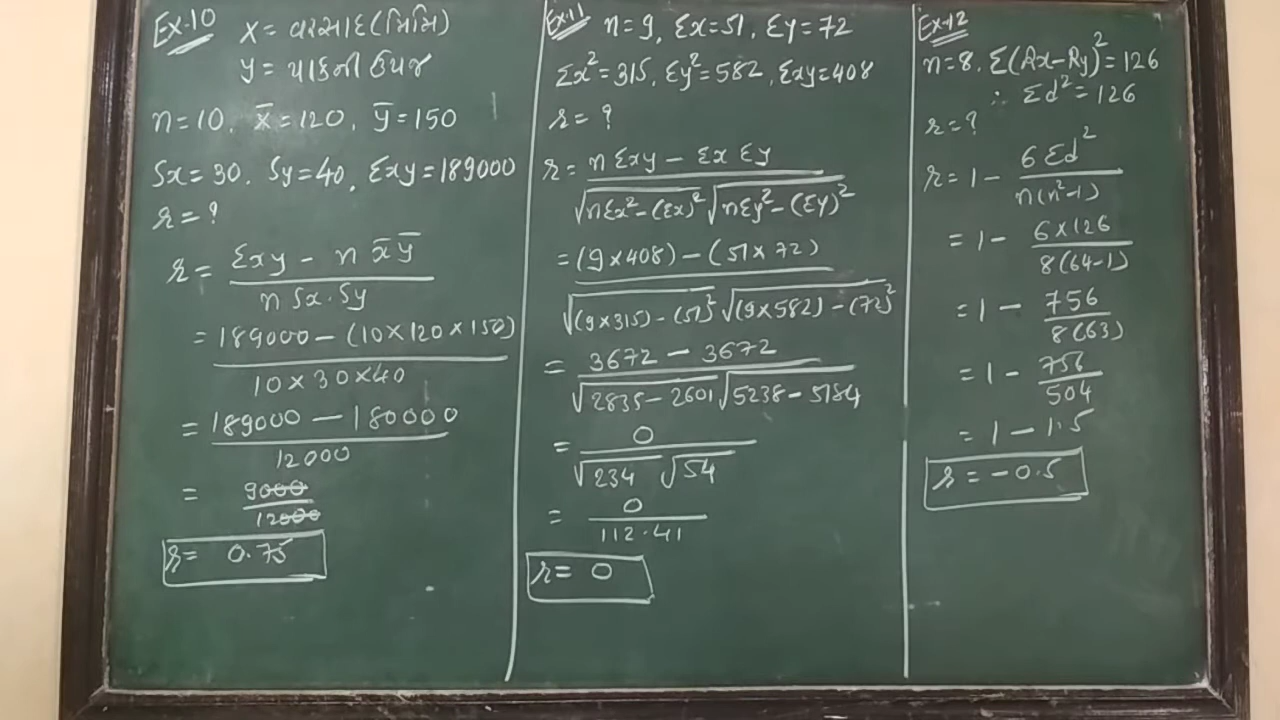 Ex-10 x = વરસાદ (મિમિ)
y = પાકની ઉપજ
n=10, x̅ = 120, y̅ = 150
Sx = 30, Sy = 40, Σxy = 189000
r = ?
r = (Σxy - n x̅ y̅) / (n Sx·Sy)
= (189000 - (10×120×150)) / (10×30×40)
= (189000 - 180000) / 12000
= 9000 / 12000
r = 0.75
Ex-11 n=9, Σx=51, Σy=72
Σx²=315, Σy²=582, Σxy=408
r = ?
r = (nΣxy - Σx Σy) / (√(nΣx²-(Σx)²) √(nΣy²-(Σy)²))
= ((9×408) - (51×72)) / (√((9×315)-(51)²) √((9×582)-(72)²))
= (3672 - 3672) / (√(2835-2601) √(5238-5184))
= 0 / (√234 √54)
= 0 / 112.41
r = 0
Ex-12
n=8, Σ(Rx-Ry)²=126
∴ Σd²=126
r = ?
r = 1 - 6Σd² / n(n²-1)
= 1 - 6×126 / 8(64-1)
= 1 - 756 / 8(63)
= 1 - 756 / 504
= 1 - 1.5
r = -0.5